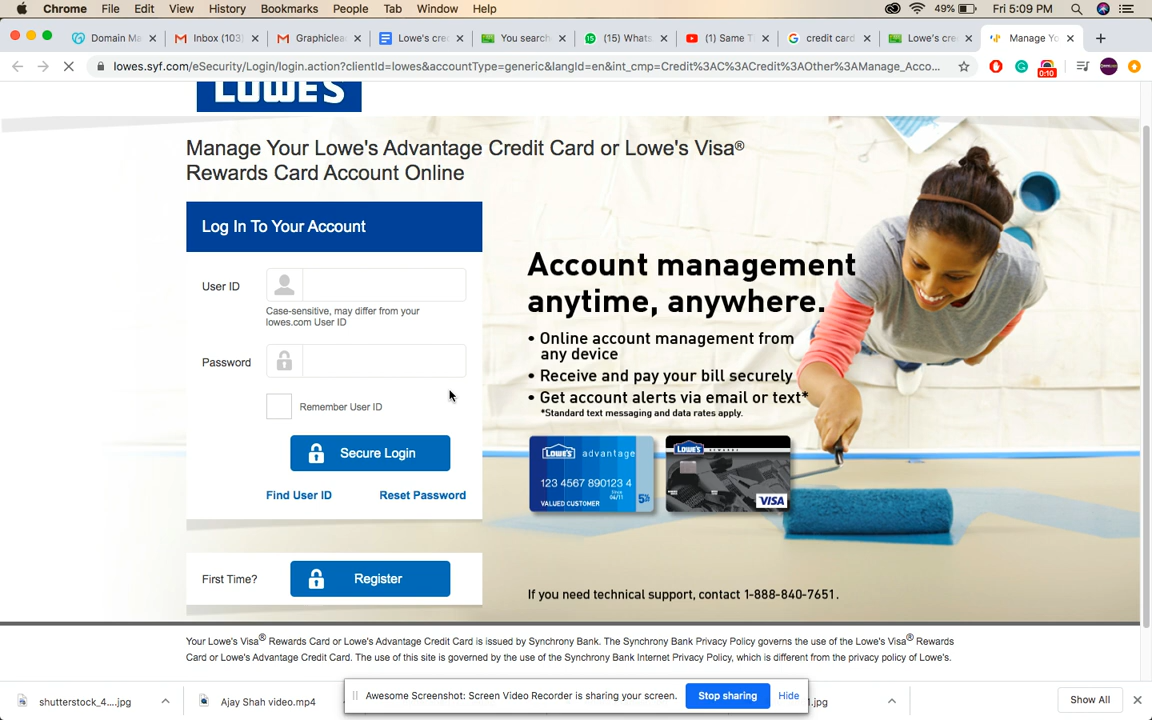 Chrome File Edit View History Bookmarks People Tab Window Help 49% Fri 5:09 PM
Domain Ma Inbox (103) Graphiclea Lowe's cre You search (15) Whats (1) Same T credit card Lowe's cre Manage Yo
lowes.syf.com/eSecurity/Login/login.action?clientId=lowes&accountType=generic&langId=en&int_cmp=Credit%3AC%3ACredit%3AOther%3AManage_Acco...
0:10
LOWE'S
Manage Your Lowe's Advantage Credit Card or Lowe's Visa®
Rewards Card Account Online
Log In To Your Account
User ID
Case-sensitive, may differ from your
lowes.com User ID
Password
Remember User ID
Secure Login
Find User ID Reset Password
First Time? Register
Account management
anytime, anywhere.
• Online account management from
any device
• Receive and pay your bill securely
• Get account alerts via email or text*
*Standard text messaging and data rates apply.
LOWE'S advantage
123 4567 890123 4
5%
VALUED CUSTOMER
LOWE'S
VISA
If you need technical support, contact 1-888-840-7651.
Your Lowe's Visa® Rewards Card or Lowe's Advantage Credit Card is issued by Synchrony Bank. The Synchrony Bank Privacy Policy governs the use of the Lowe's Visa® Rewards
Card or Lowe's Advantage Credit Card. The use of this site is governed by the use of the Synchrony Bank Internet Privacy Policy, which is different from the privacy policy of Lowe's.
shutterstock_4....jpg Ajay Shah video.mp4 Awesome Screenshot: Screen Video Recorder is sharing your screen. Stop sharing Hide .jpg Show All